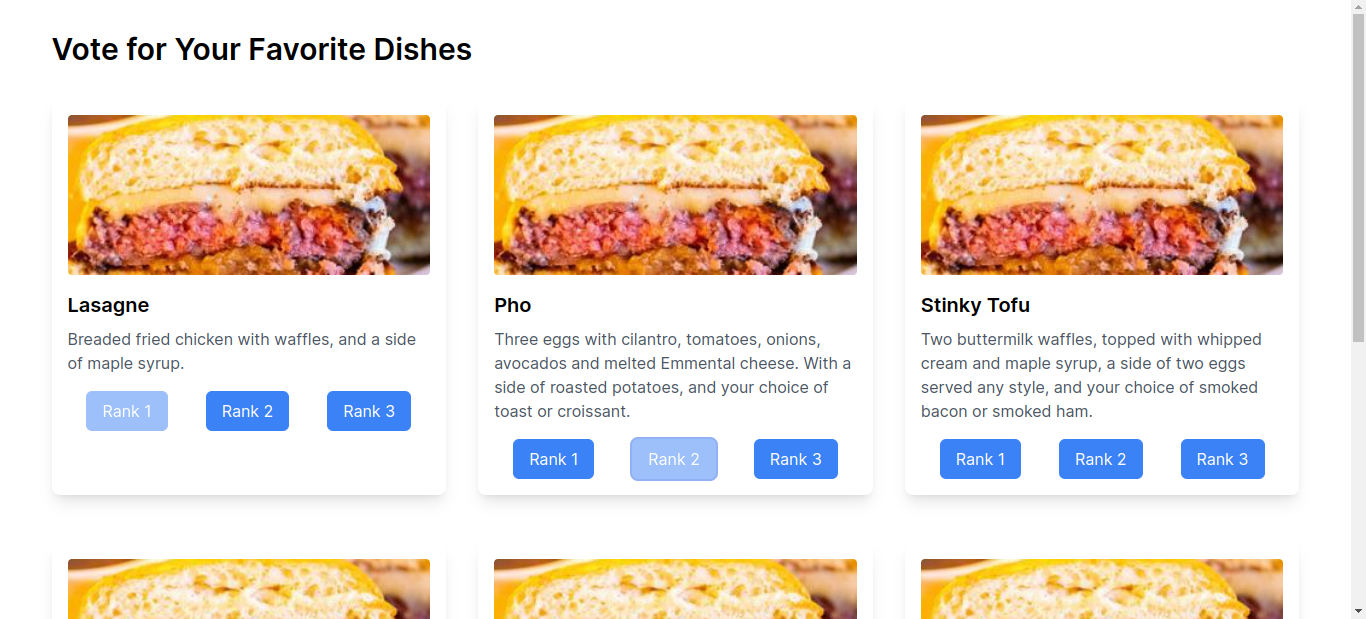 Vote for Your Favorite Dishes
Lasagne
Breaded fried chicken with waffles, and a side
of maple syrup.
Rank 1
Rank 2
Rank 3
Pho
Three eggs with cilantro, tomatoes, onions,
avocados and melted Emmental cheese. With a
side of roasted potatoes, and your choice of
toast or croissant.
Rank 1
Rank 2
Rank 3
Stinky Tofu
Two buttermilk waffles, topped with whipped
cream and maple syrup, a side of two eggs
served any style, and your choice of smoked
bacon or smoked ham.
Rank 1
Rank 2
Rank 3